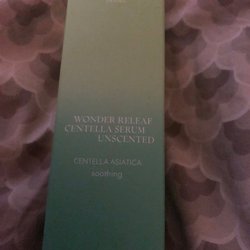 WONDER RELEAF
CENTELLA SERUM
UNSCENTED
CENTELLA ASIATICA
soothing